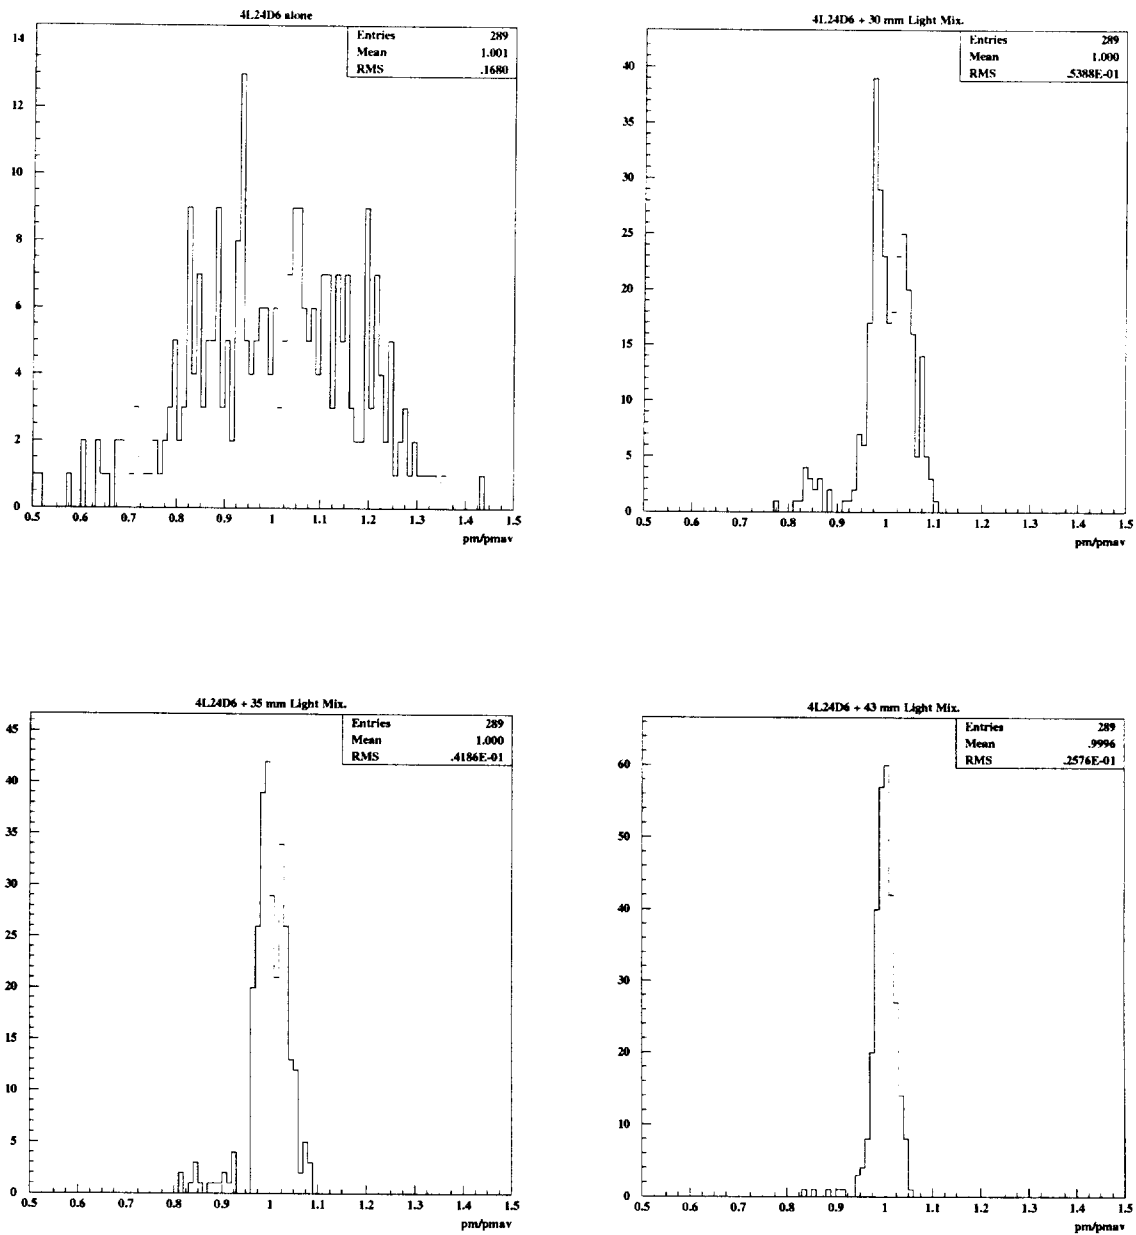 4L24D6 alone
Entries 289
Mean 1.001
RMS .1680
14
12
10
8
6
4
2
0
0.5 0.6 0.7 0.8 0.9 1 1.1 1.2 1.3 1.4 1.5
pm/pmav
4L24D6 + 30 mm Light Mix.
Entries 289
Mean 1.000
RMS .5388E-01
40
35
30
25
20
15
10
5
0
0.5 0.6 0.7 0.8 0.9 1 1.1 1.2 1.3 1.4 1.5
pm/pmav
4L24D6 + 35 mm Light Mix.
Entries 289
Mean 1.000
RMS .4186E-01
45
40
35
30
25
20
15
10
5
0
0.5 0.6 0.7 0.8 0.9 1 1.1 1.2 1.3 1.4 1.5
pm/pmav
4L24D6 + 43 mm Light Mix.
Entries 289
Mean .9996
RMS .2576E-01
60
50
40
30
20
10
0
0.5 0.6 0.7 0.8 0.9 1 1.1 1.2 1.3 1.4 1.5
pm/pmav